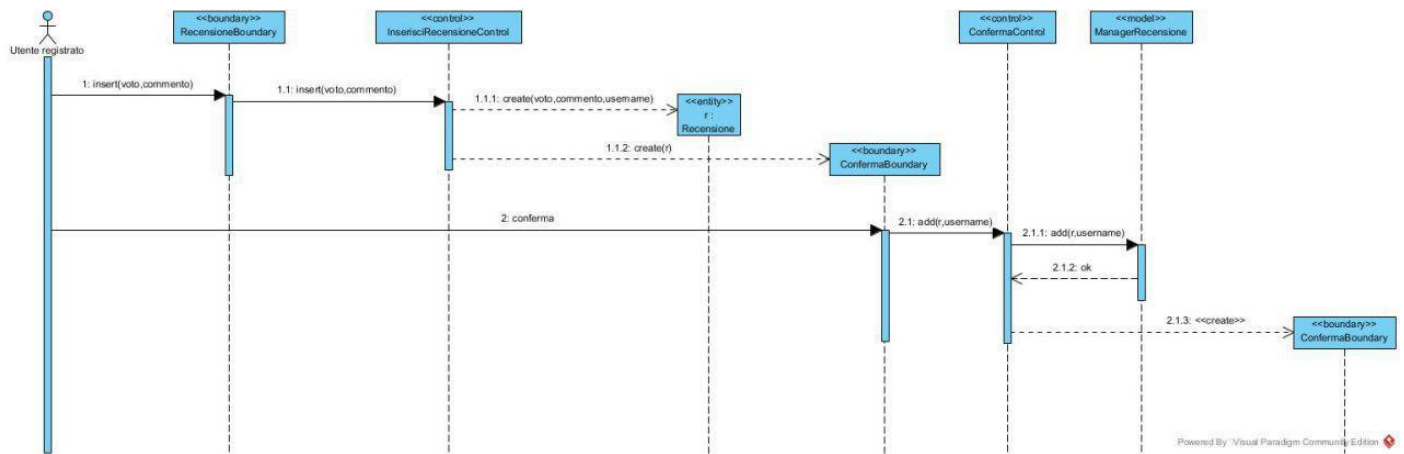 Utente registrato
<<boundary>>
RecensioneBoundary
<<control>>
InserisciRecensioneControl
<<control>>
ConfermaControl
<<model>>
ManagerRecensione
1: insert(voto,commento)
1.1: insert(voto,commento)
1.1.1: create(voto,commento,username)
<<entity>>
r :
Recensione
1.1.2: create(r)
<<boundary>>
ConfermaBoundary
2: conferma
2.1: add(r,username)
2.1.1: add(r,username)
2.1.2: ok
2.1.3: <<create>>
<<boundary>>
ConfermaBoundary
Powered By Visual Paradigm Community Edition